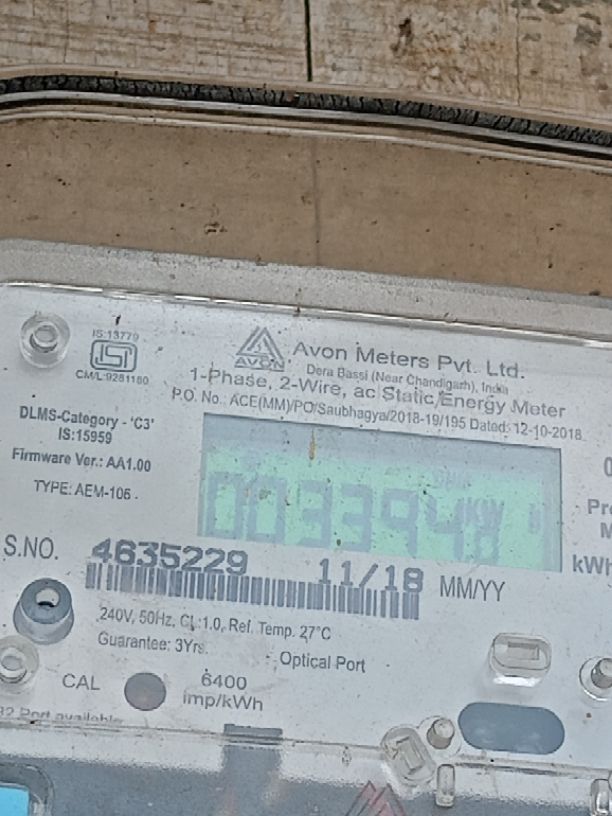 IS:13779
ISI
CM/L:9281180
AVON
Avon Meters Pvt. Ltd.
Dera Bassi (Near Chandigarh), India
1-Phase, 2-Wire, ac Static Energy Meter
P.O. No.: ACE(MM)/PO/Saubhagya/2018-19/195 Dated: 12-10-2018
DLMS-Category - 'C3'
IS:15959
Firmware Ver.: AA1.00
TYPE: AEM-106
003394
S.NO. 4635229 11/18 MM/YY
kWh
240V, 50Hz, Cl.:1.0, Ref. Temp. 27°C
Guarantee: 3Yrs.
Optical Port
CAL
6400
imp/kWh
Port available